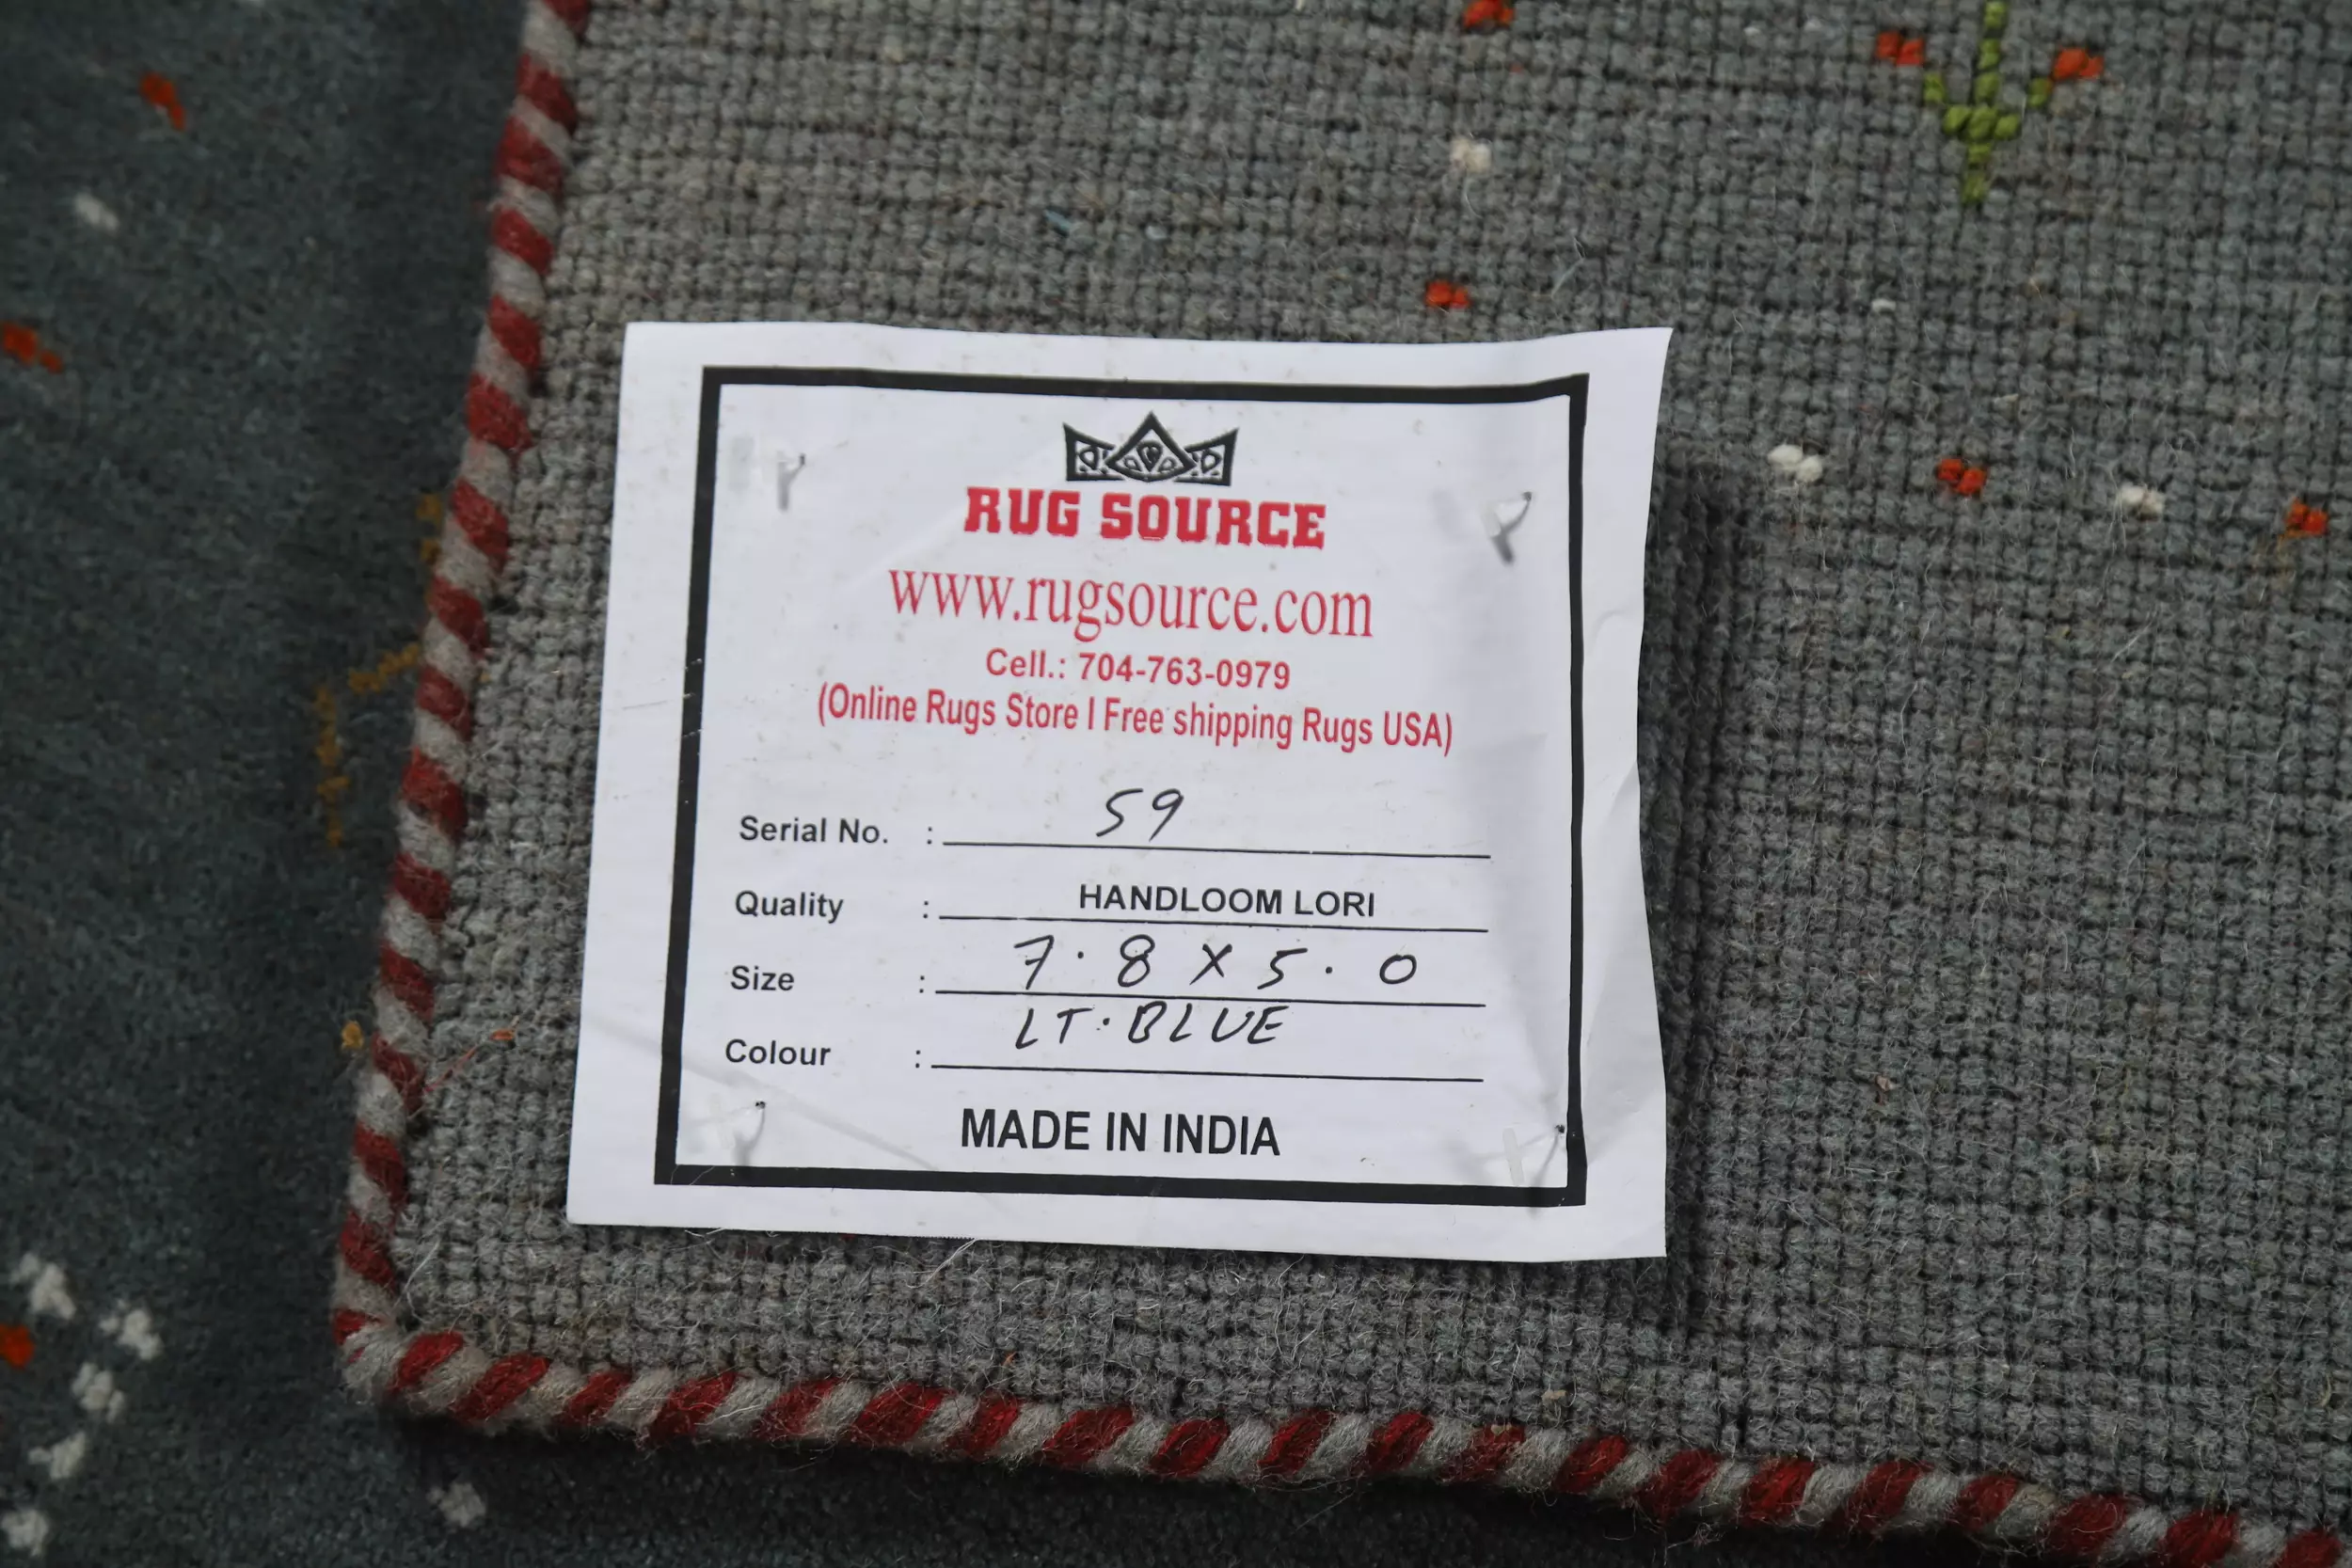 RUG SOURCE
www.rugsource.com
Cell.: 704-763-0979
(Online Rugs Store I Free shipping Rugs USA)
Serial No. : 59
Quality : HANDLOOM LORI
Size : 7.8 X 5.0
Colour : LT. BLUE
MADE IN INDIA